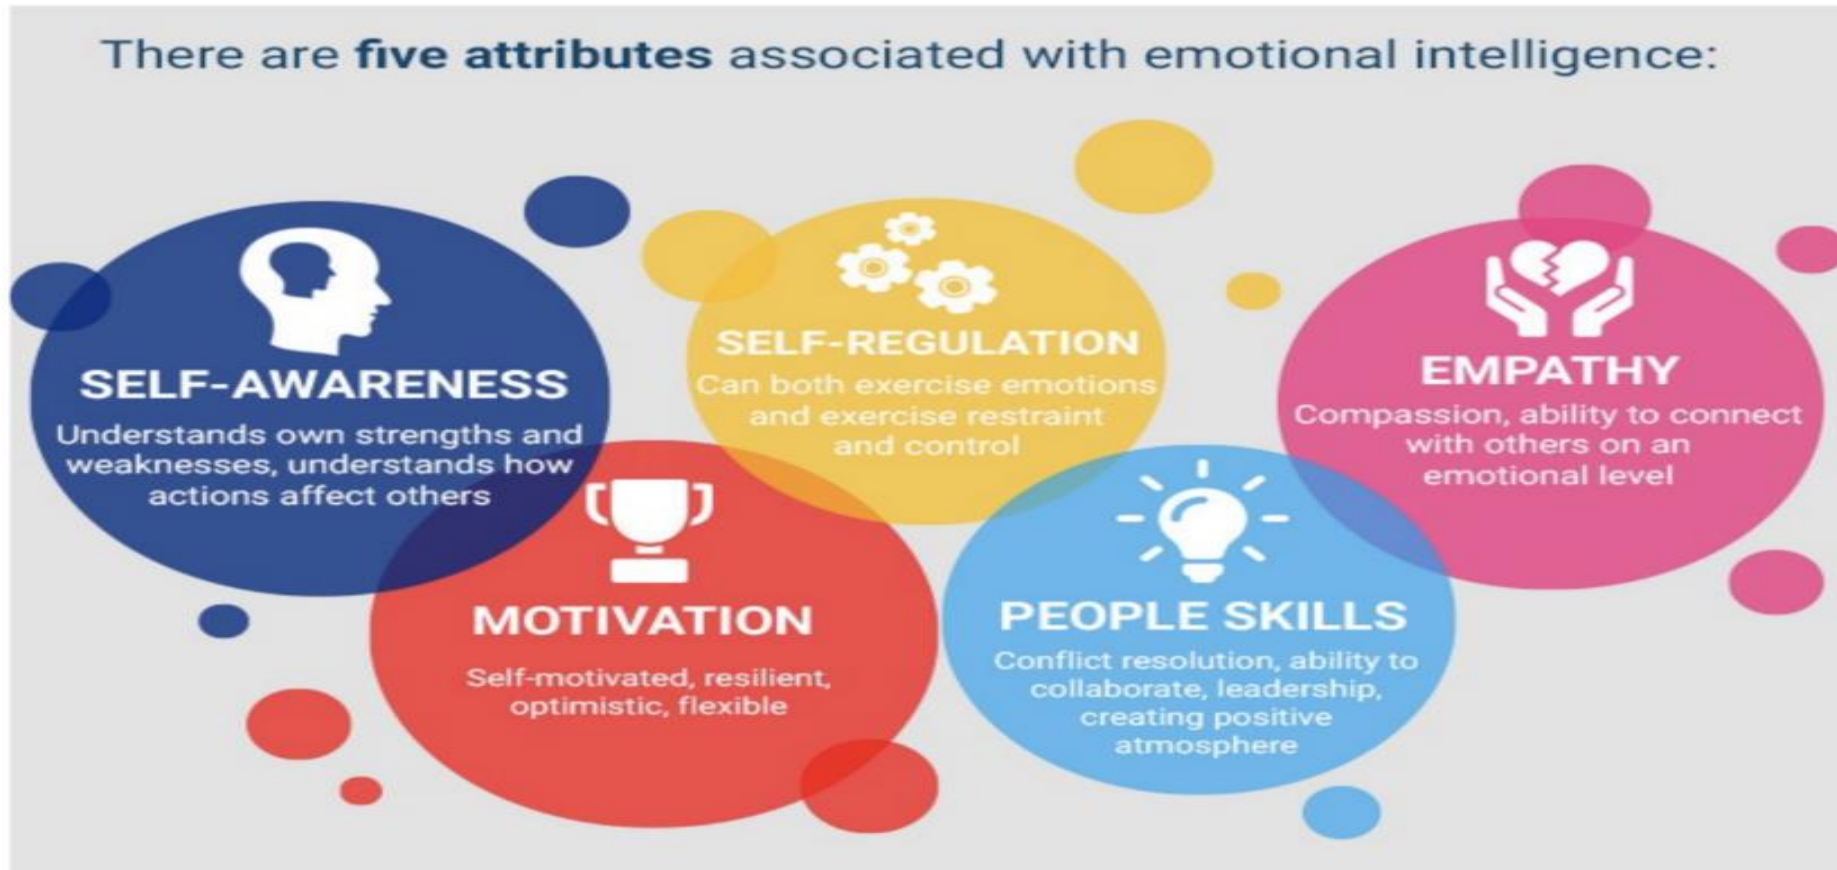 There are five attributes associated with emotional intelligence:
SELF-AWARENESS
Understands own strengths and
weaknesses, understands how
actions affect others
MOTIVATION
Self-motivated, resilient,
optimistic, flexible
SELF-REGULATION
Can both exercise emotions
and exercise restraint
and control
PEOPLE SKILLS
Conflict resolution, ability to
collaborate, leadership,
creating positive
atmosphere
EMPATHY
Compassion, ability to connect
with others on an
emotional level